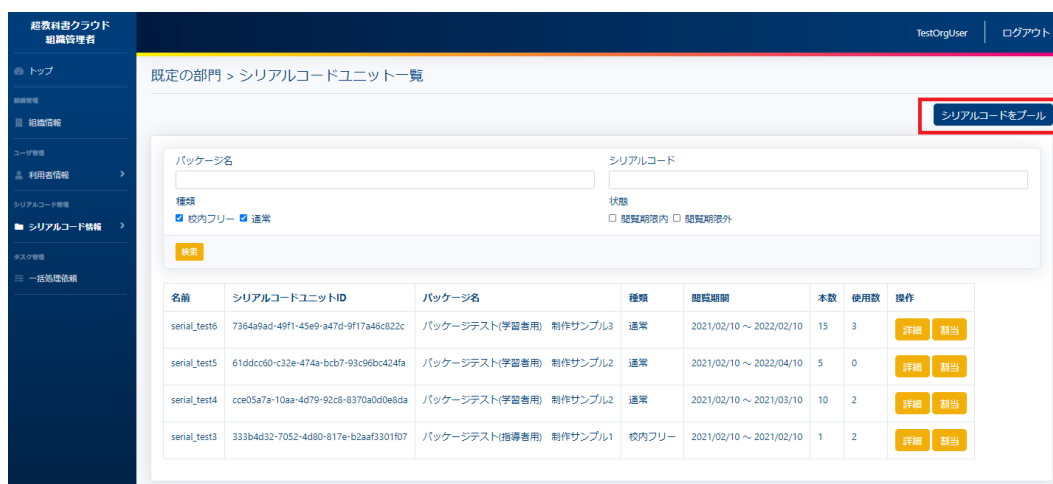 超教科書クラウド
組織管理者
TestOrgUser
ログアウト
トップ
既定の部門 > シリアルコードユニット一覧
組織管理
組織情報
シリアルコードをプール
ユーザ管理
利用者情報
シリアルコード管理
シリアルコード情報
タスク管理
一括処理依頼
パッケージ名
シリアルコード
種類
状態
校内フリー 通常
閲覧期限内 閲覧期限外
検索
名前 シリアルコードユニットID パッケージ名 種類 閲覧期間 本数 使用数 操作
serial_test6 7364a9ad-49f1-45e9-a47d-9f17a46c822c パッケージテスト(学習者用) 制作サンプル3 通常 2021/02/10 ～ 2022/02/10 15 3 詳細 割当
serial_test5 61ddcc60-c32e-474a-bcb7-93c96bc424fa パッケージテスト(学習者用) 制作サンプル2 通常 2021/02/10 ～ 2022/04/10 5 0 詳細 割当
serial_test4 cce05a7a-10aa-4d79-92c8-8370a0d0e8da パッケージテスト(学習者用) 制作サンプル2 通常 2021/02/10 ～ 2021/03/10 10 2 詳細 割当
serial_test3 333b4d32-7052-4d80-817e-b2aaf3301f07 パッケージテスト(指導者用) 制作サンプル1 校内フリー 2021/02/10 ～ 2021/02/10 1 2 詳細 割当